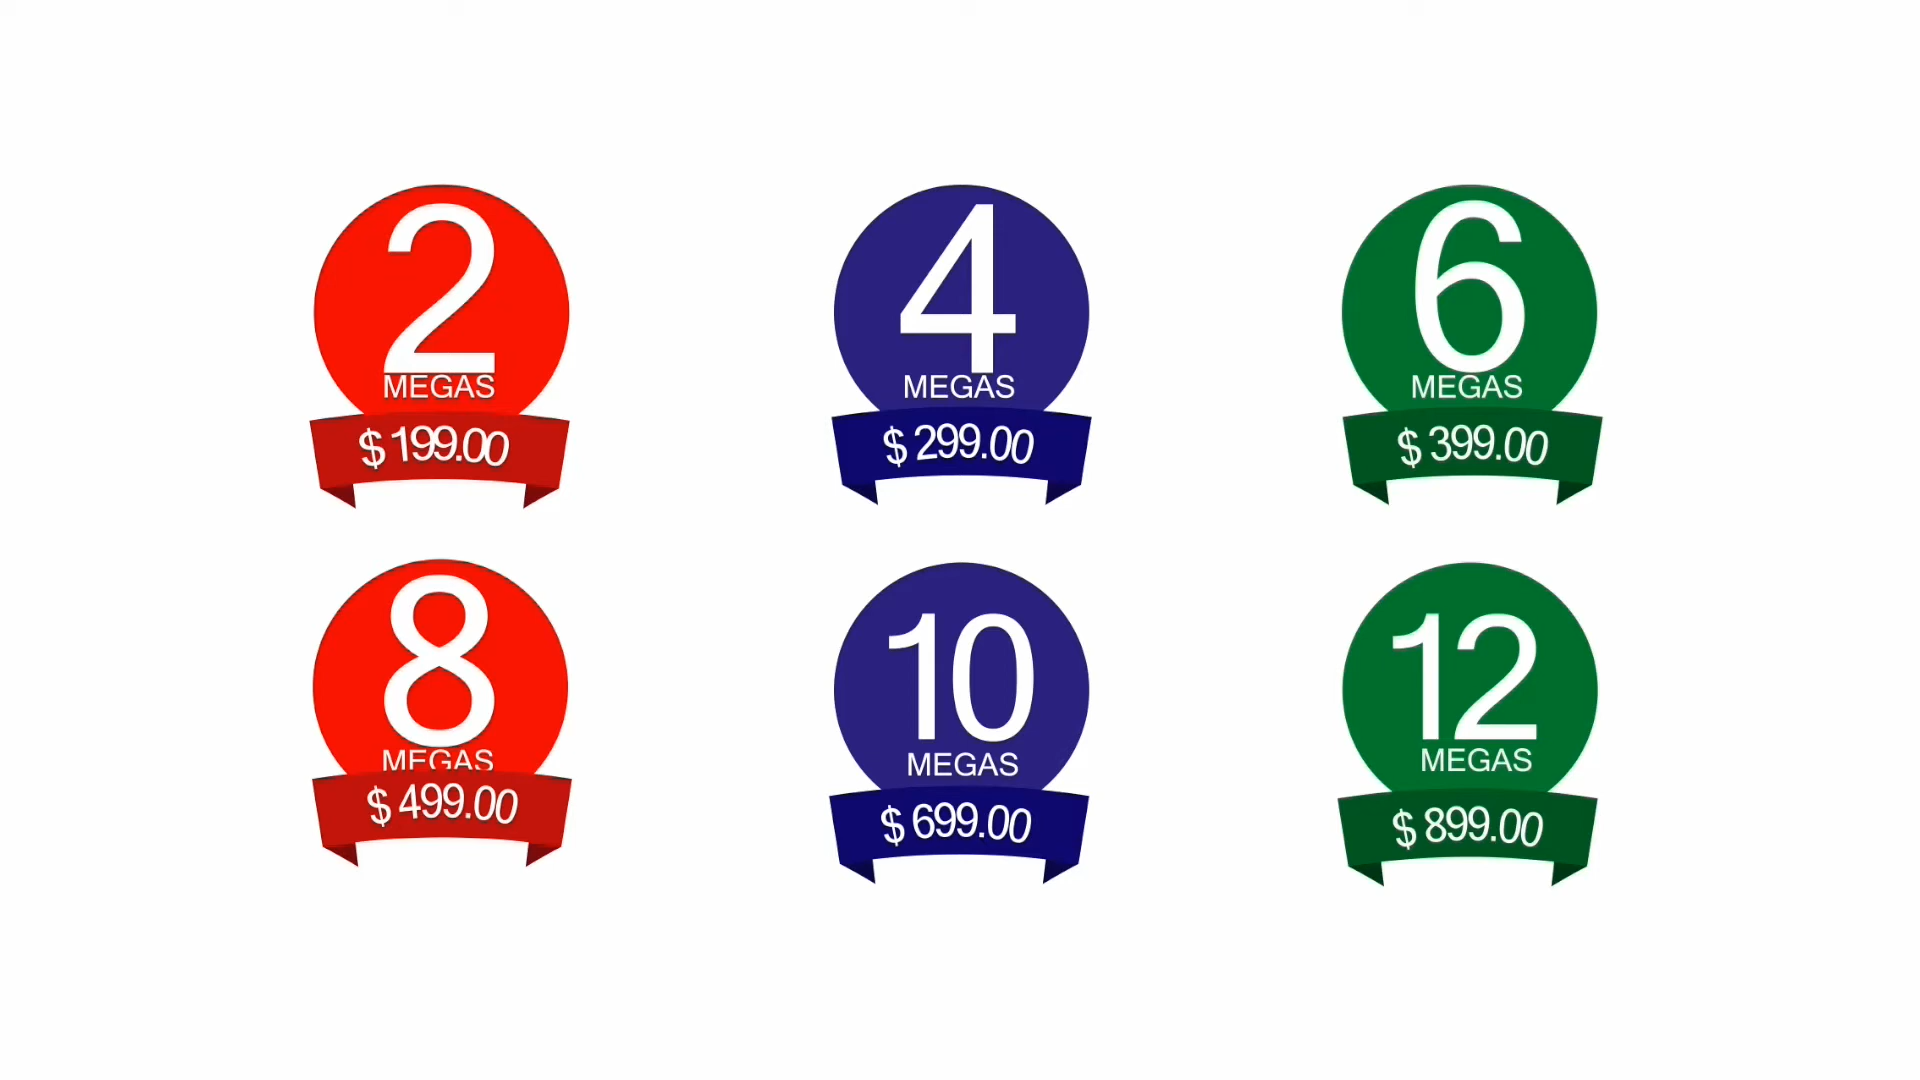 2
MEGAS
$ 199.00
4
MEGAS
$ 299.00
6
MEGAS
$ 399.00
8
MEGAS
$ 499.00
10
MEGAS
$ 699.00
12
MEGAS
$ 899.00